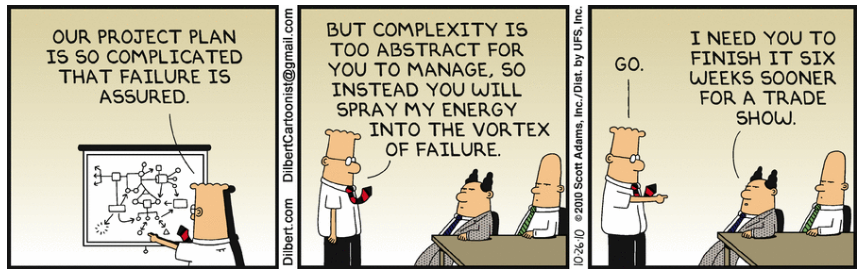 OUR PROJECT PLAN
IS SO COMPLICATED
THAT FAILURE IS
ASSURED.
Dilbert.com DilbertCartoonist@gmail.com
BUT COMPLEXITY IS
TOO ABSTRACT FOR
YOU TO MANAGE, SO
INSTEAD YOU WILL
SPRAY MY ENERGY
INTO THE VORTEX
OF FAILURE.
10-26-10 © 2010 Scott Adams, Inc./Dist. by UFS, Inc.
GO.
I NEED YOU TO
FINISH IT SIX
WEEKS SOONER
FOR A TRADE
SHOW.